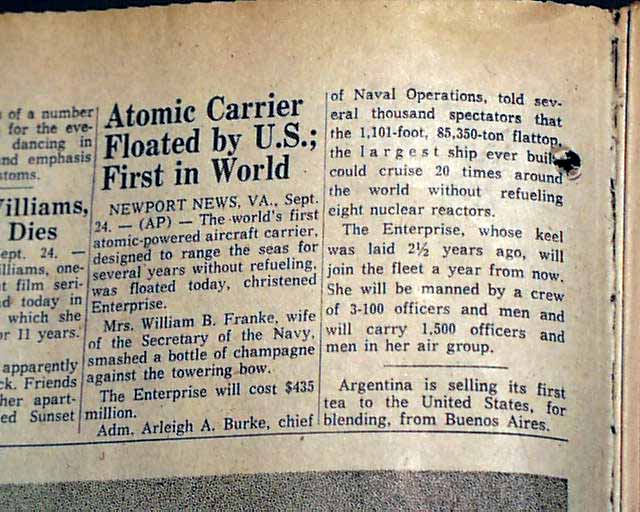 s of a number
for the eve-
dancing in
nd emphasis
stoms.
illiams,
Dies
ept. 24. —
illiams, one-
t film seri-
d today in
which she
or 11 years.
apparently
ck. Friends
her apart-
ed Sunset
Atomic Carrier
Floated by U.S.;
First in World
NEWPORT NEWS, VA., Sept.
24. — (AP) — The world's first
atomic-powered aircraft carrier,
designed to range the seas for
several years without refueling,
was floated today, christened
Enterprise.
Mrs. William B. Franke, wife
of the Secretary of the Navy,
smashed a bottle of champagne
against the towering bow.
The Enterprise will cost $435
million.
Adm. Arleigh A. Burke, chief
of Naval Operations, told sev-
eral thousand spectators that
the 1,101-foot, 85,350-ton flattop,
the largest ship ever buil
could cruise 20 times around
the world without refueling
eight nuclear reactors.
The Enterprise, whose keel
was laid 2½ years ago, will
join the fleet a year from now.
She will be manned by a crew
of 3-100 officers and men and
will carry 1,500 officers and
men in her air group.
Argentina is selling its first
tea to the United States, for
blending, from Buenos Aires.